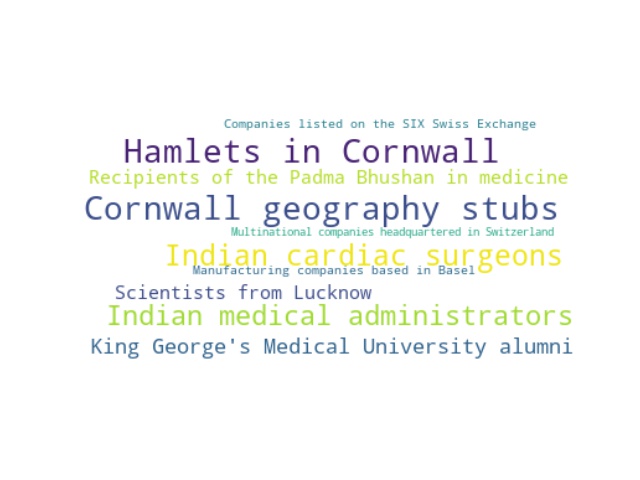 Companies listed on the SIX Swiss Exchange
Hamlets in Cornwall
Recipients of the Padma Bhushan in medicine
Cornwall geography stubs
Multinational companies headquartered in Switzerland
Indian cardiac surgeons
Manufacturing companies based in Basel
Scientists from Lucknow
Indian medical administrators
King George's Medical University alumni